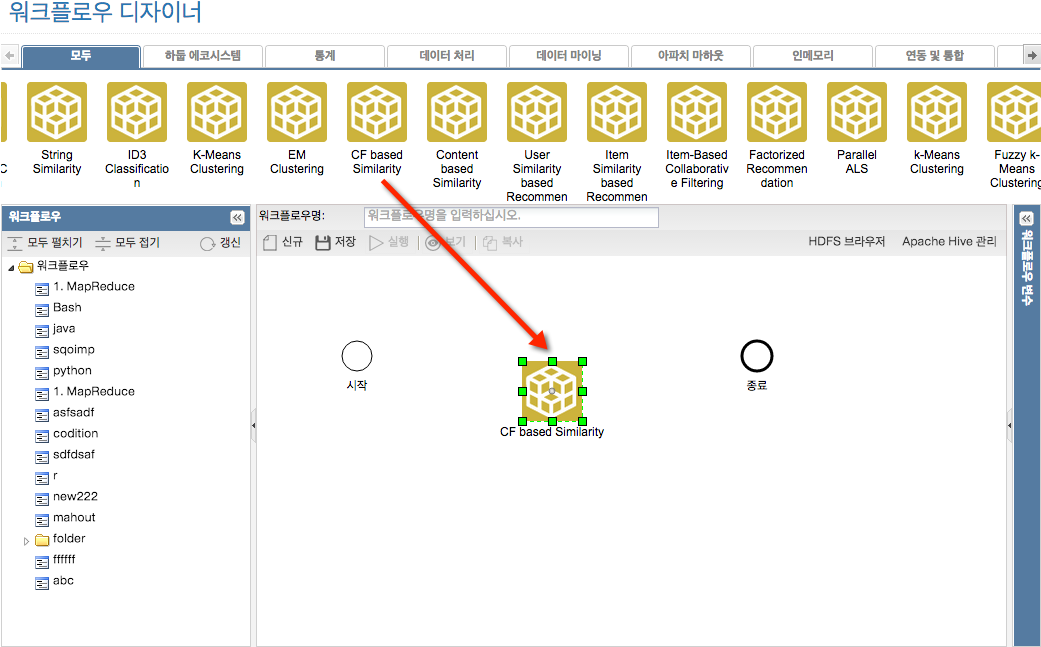 워크플로우 디자이너
모두
하둡 에코시스템
통계
데이터 처리
데이터 마이닝
아파치 마하웃
인메모리
연동 및 통합
C
String
Similarity
ID3
Classificatio
n
K-Means
Clustering
EM
Clustering
CF based
Similarity
Content
based
Similarity
User
Similarity
based
Recommen
Item
Similarity
based
Recommen
Item-Based
Collaborativ
e Filtering
Factorized
Recommen
dation
Parallel
ALS
k-Means
Clustering
Fuzzy k-
Means
Clustering
워크플로우
모두 펼치기 모두 접기 갱신
워크플로우
1. MapReduce
Bash
java
sqoimp
python
1. MapReduce
asfsadf
codition
sdfdsaf
r
new222
mahout
folder
ffffff
abc
워크플로우명: 워크플로우명을 입력하십시오.
신규 저장 실행 보기 복사 HDFS 브라우저 Apache Hive 관리
시작
CF based Similarity
종료
워크플로우 변수